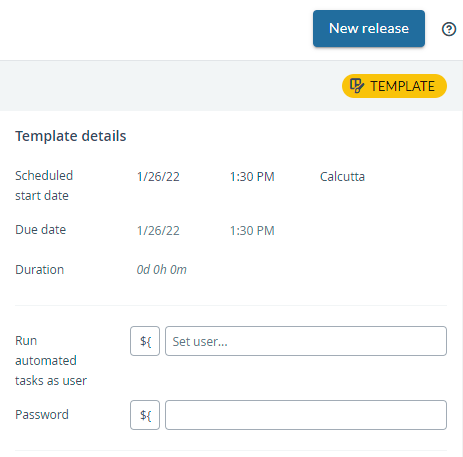 New release
TEMPLATE
Template details
Scheduled start date 1/26/22 1:30 PM Calcutta
Due date 1/26/22 1:30 PM
Duration 0d 0h 0m
Run automated tasks as user ${ Set user...
Password ${